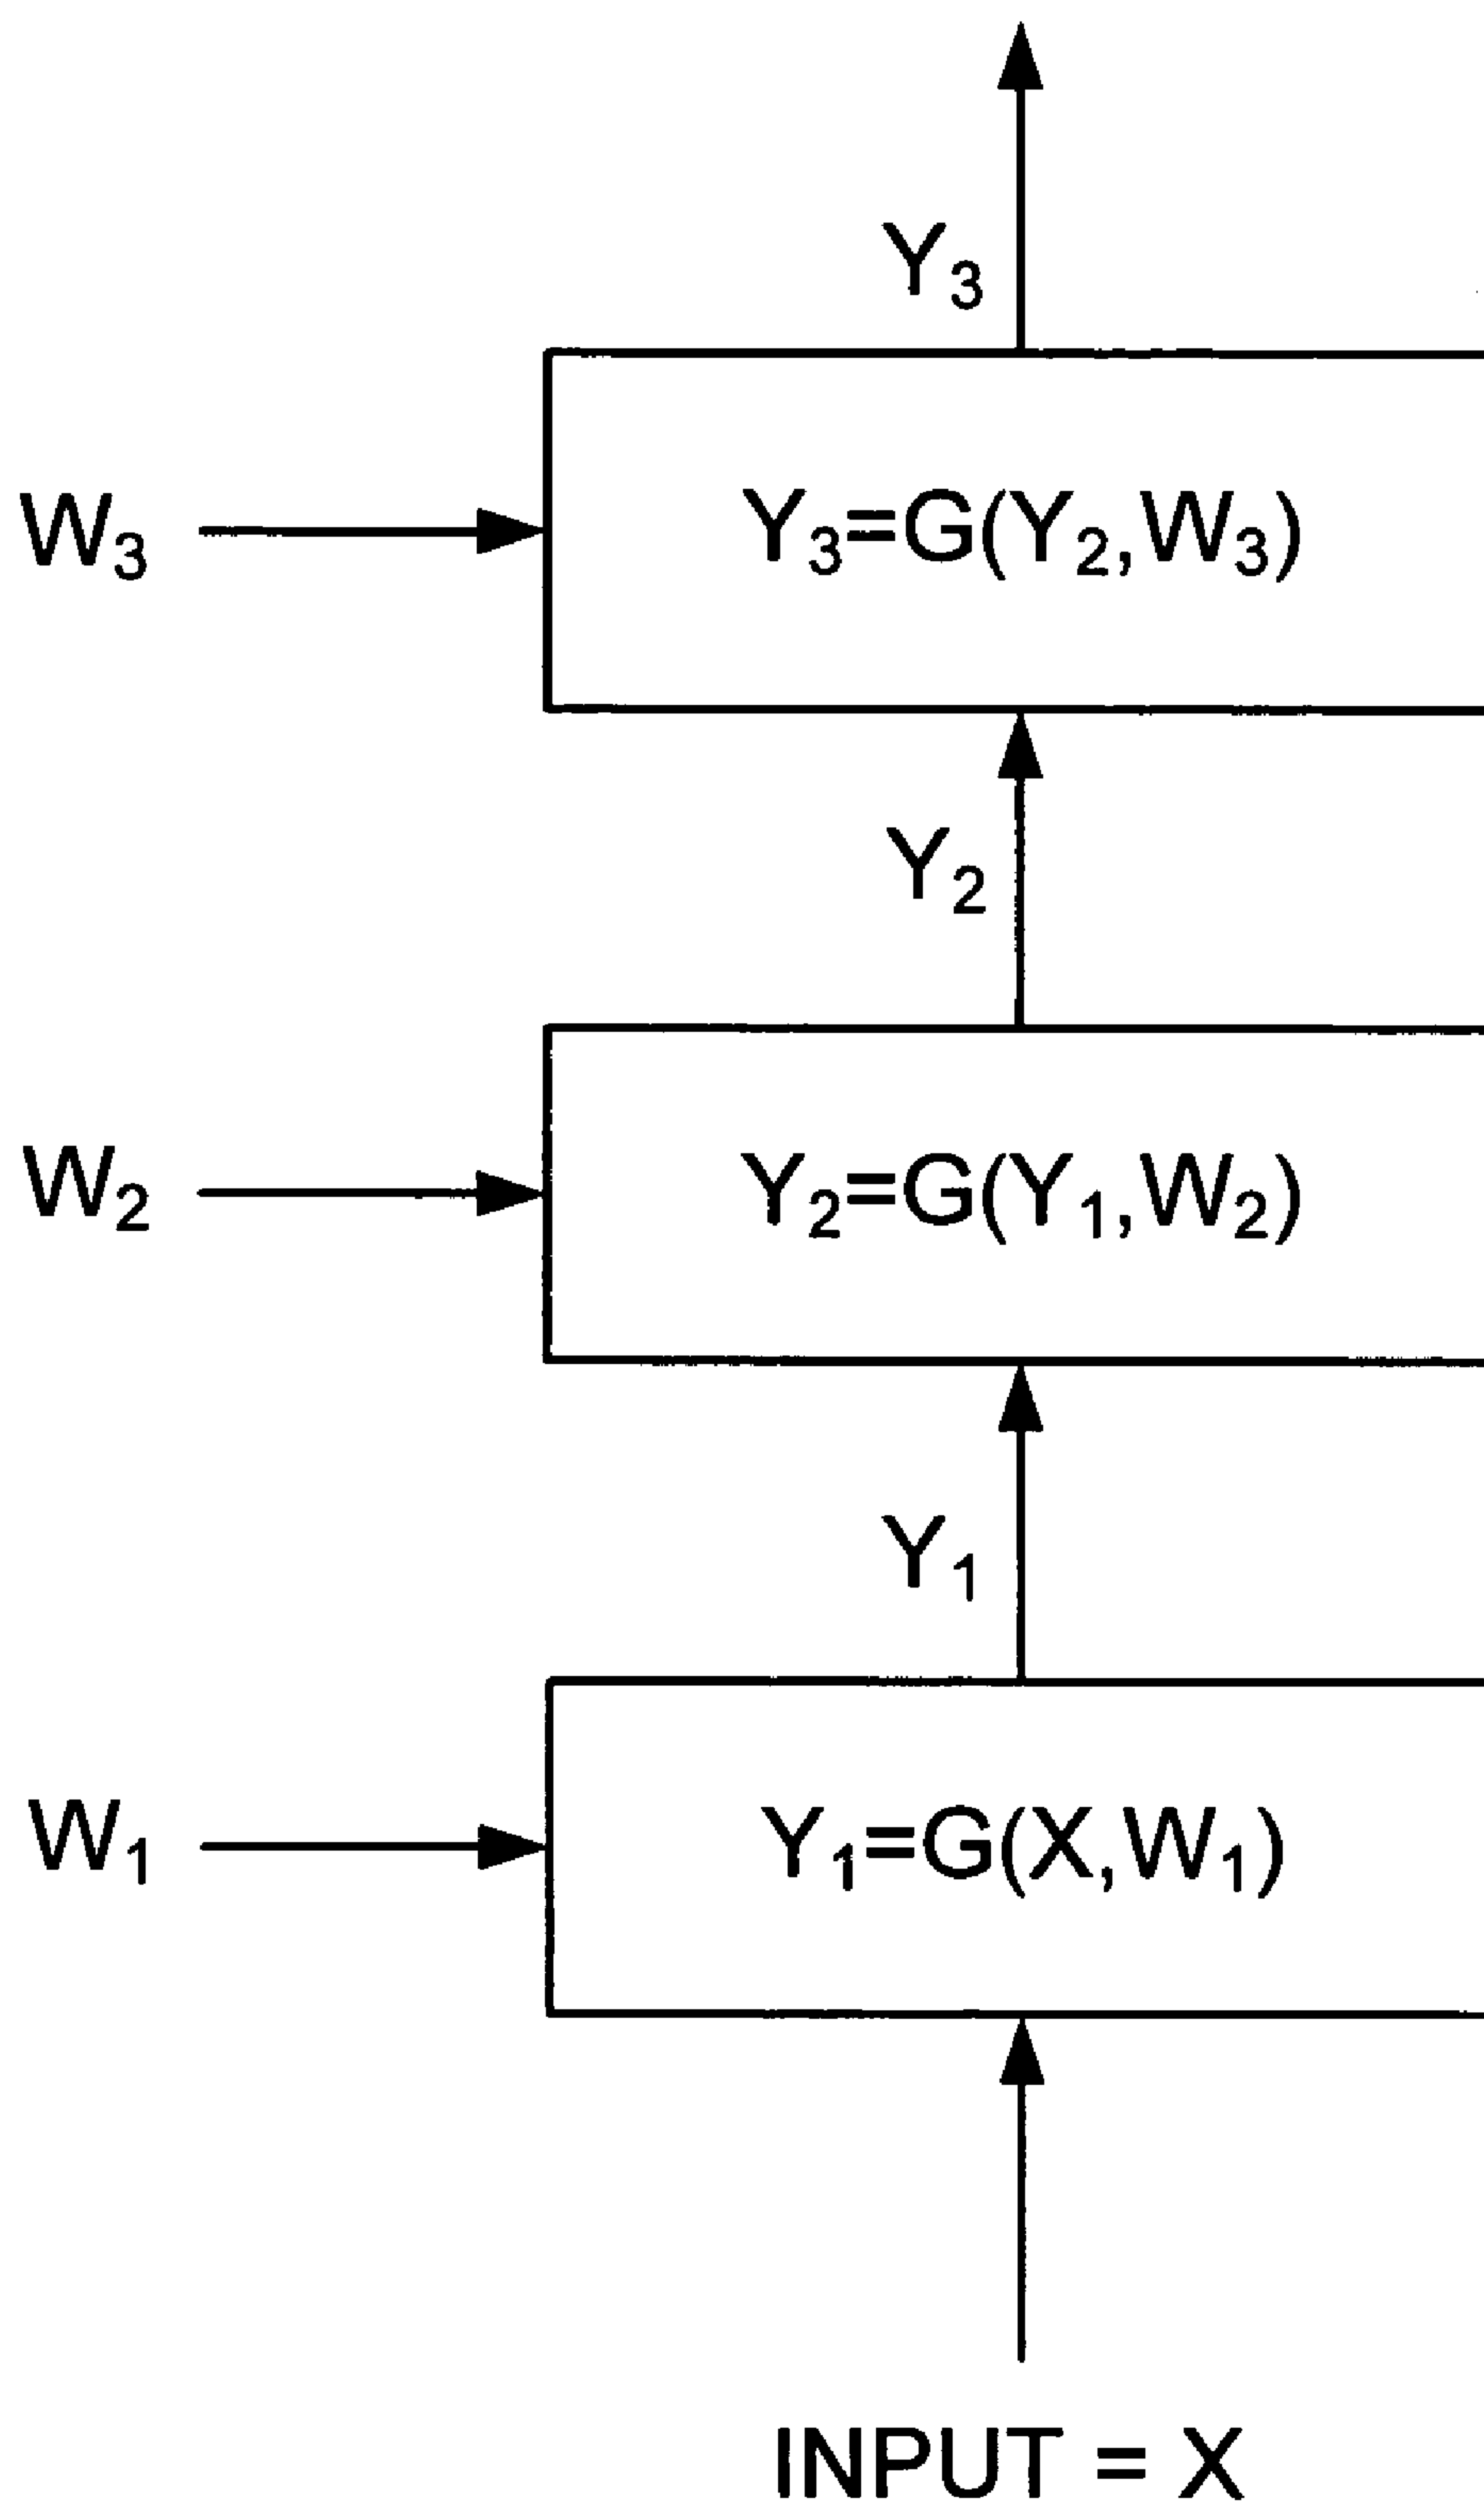 Y₃
W₃
Y₃=G(Y₂,W₃)
Y₂
W₂
Y₂=G(Y₁,W₂)
Y₁
W₁
Y₁=G(X,W₁)
INPUT = X